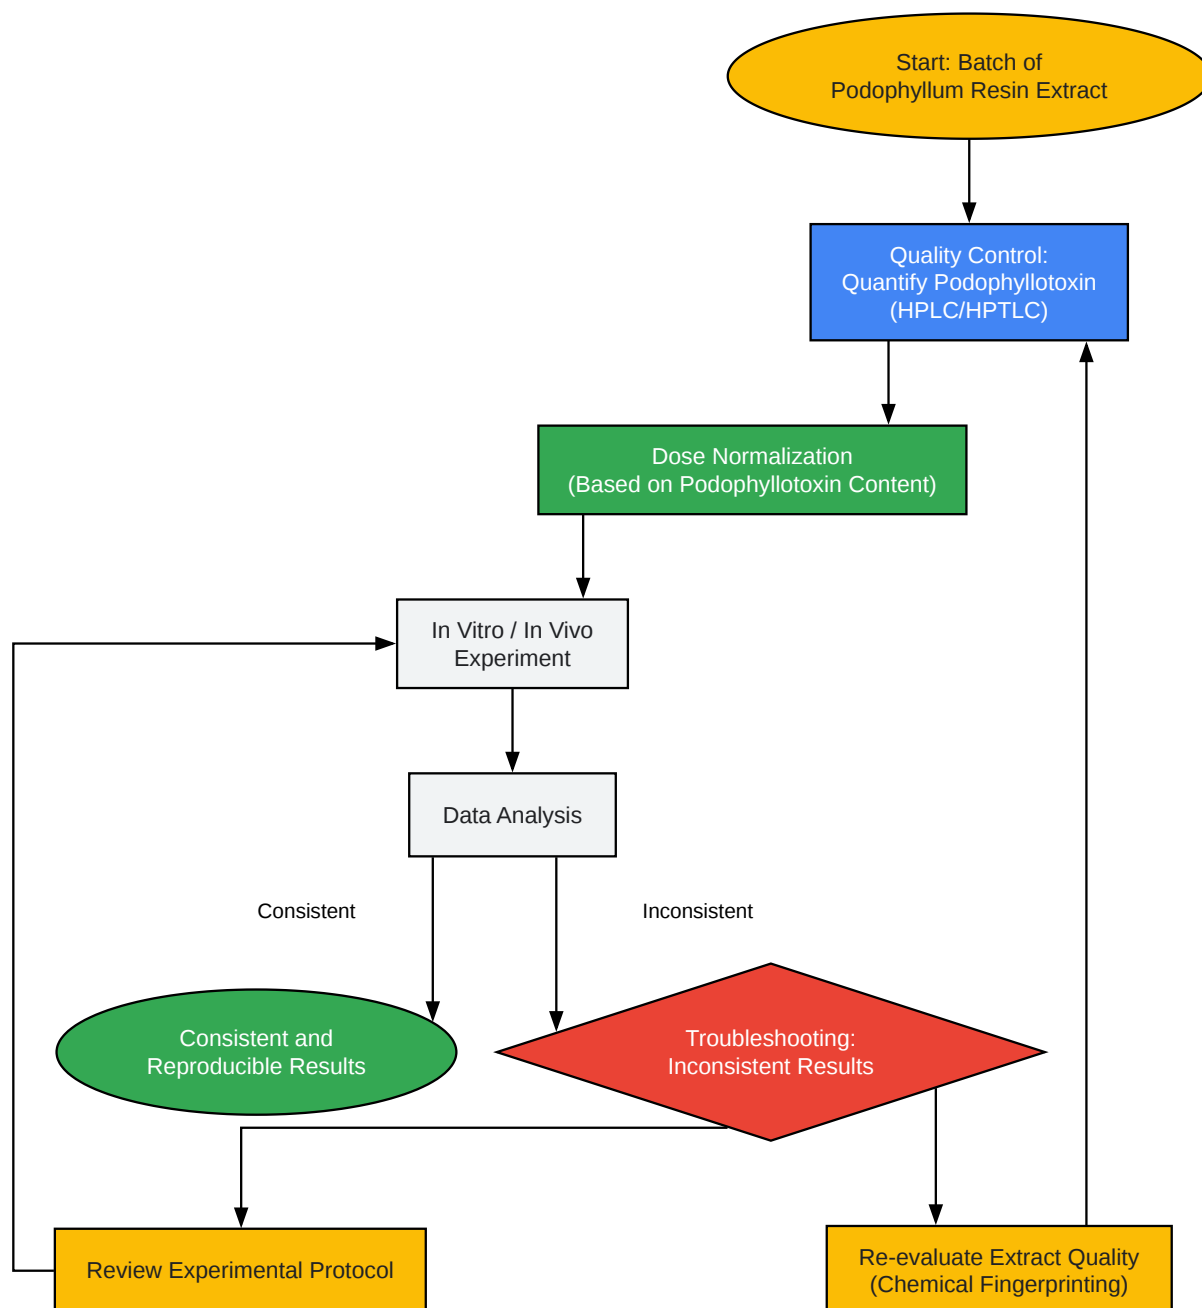 Start: Batch of
Podophyllum Resin Extract
Quality Control:
Quantify Podophyllotoxin
(HPLC/HPTLC)
Dose Normalization
(Based on Podophyllotoxin Content)
In Vitro / In Vivo
Experiment
Data Analysis
Consistent
Inconsistent
Consistent and
Reproducible Results
Troubleshooting:
Inconsistent Results
Review Experimental Protocol
Re-evaluate Extract Quality
(Chemical Fingerprinting)